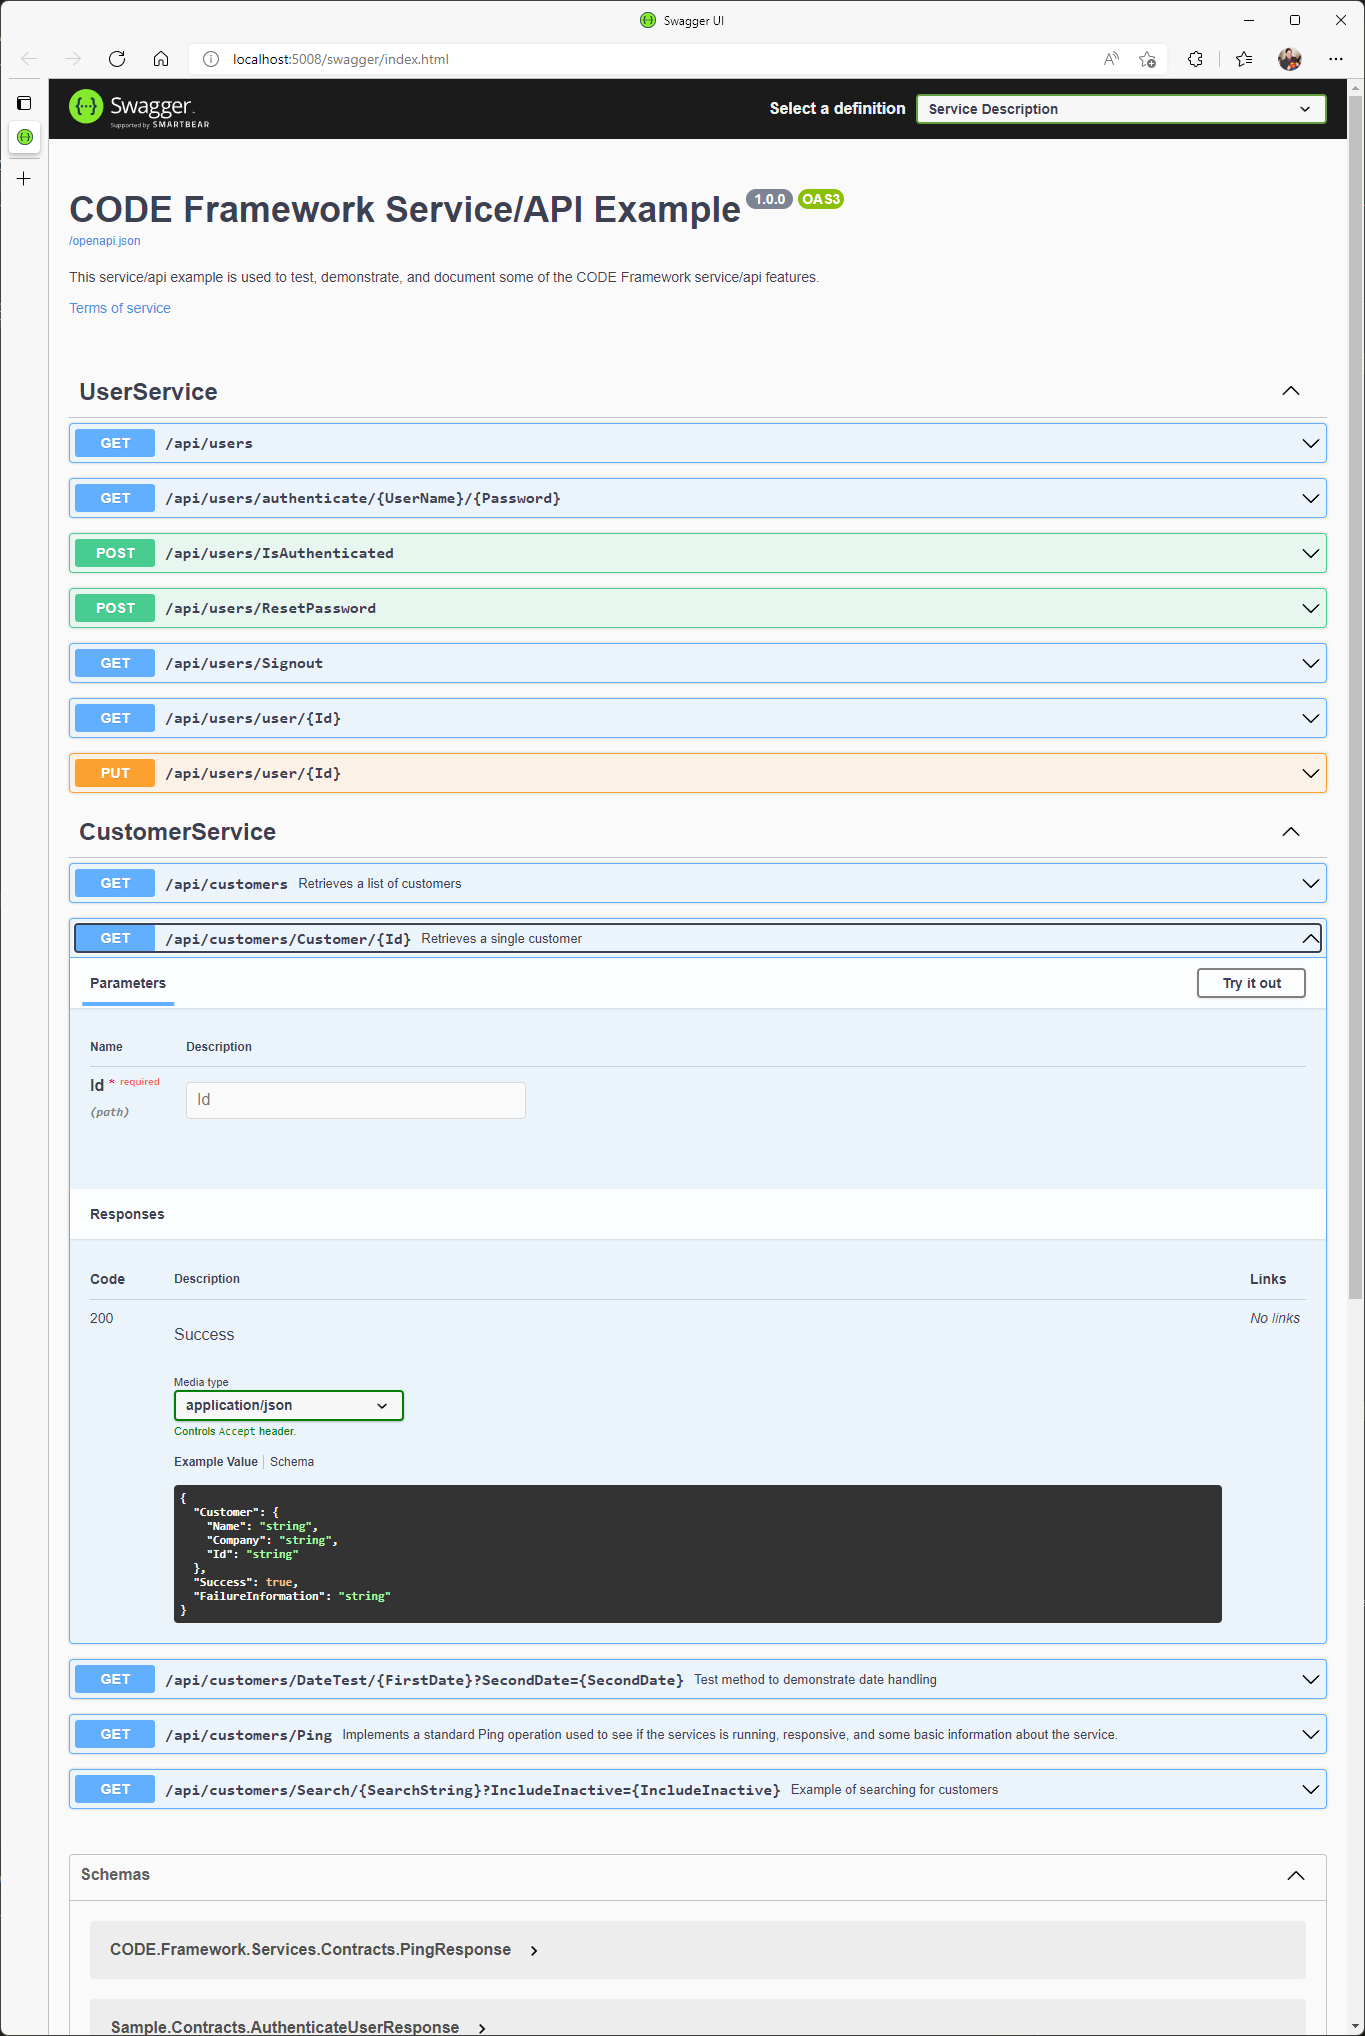 Swagger UI
localhost:5008/swagger/index.html
Swagger.
Supported by SMARTBEAR
Select a definition
Service Description
CODE Framework Service/API Example 1.0.0 OAS3
/openapi.json
This service/api example is used to test, demonstrate, and document some of the CODE Framework service/api features.
Terms of service
UserService
GET /api/users
GET /api/users/authenticate/{UserName}/{Password}
POST /api/users/IsAuthenticated
POST /api/users/ResetPassword
GET /api/users/Signout
GET /api/users/user/{Id}
PUT /api/users/user/{Id}
CustomerService
GET /api/customers Retrieves a list of customers
GET /api/customers/Customer/{Id} Retrieves a single customer
Parameters
Try it out
Name Description
Id * required
Id
(path)
Responses
Code Description Links
200
Success
No links
Media type
application/json
Controls Accept header.
Example Value Schema
{
"Customer": {
"Name": "string",
"Company": "string",
"Id": "string"
},
"Success": true,
"FailureInformation": "string"
}
GET /api/customers/DateTest/{FirstDate}?SecondDate={SecondDate} Test method to demonstrate date handling
GET /api/customers/Ping Implements a standard Ping operation used to see if the services is running, responsive, and some basic information about the service.
GET /api/customers/Search/{SearchString}?IncludeInactive={IncludeInactive} Example of searching for customers
Schemas
CODE.Framework.Services.Contracts.PingResponse
Sample.Contracts.AuthenticateUserResponse